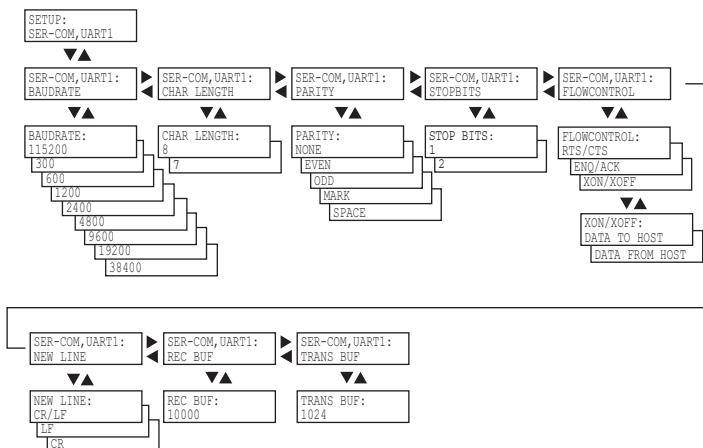 SETUP:
SER-COM,UART1
SER-COM,UART1:
BAUDRATE
SER-COM,UART1:
CHAR LENGTH
SER-COM,UART1:
PARITY
SER-COM,UART1:
STOPBITS
SER-COM,UART1:
FLOWCONTROL
BAUDRATE:
115200
300
600
1200
2400
4800
9600
19200
38400
CHAR LENGTH:
8
7
PARITY:
NONE
EVEN
ODD
MARK
SPACE
STOP BITS:
1
2
FLOWCONTROL:
RTS/CTS
ENQ/ACK
XON/XOFF
XON/XOFF:
DATA TO HOST
DATA FROM HOST
SER-COM,UART1:
NEW LINE
SER-COM,UART1:
REC BUF
SER-COM,UART1:
TRANS BUF
NEW LINE:
CR/LF
LF
CR
REC BUF:
10000
TRANS BUF:
1024